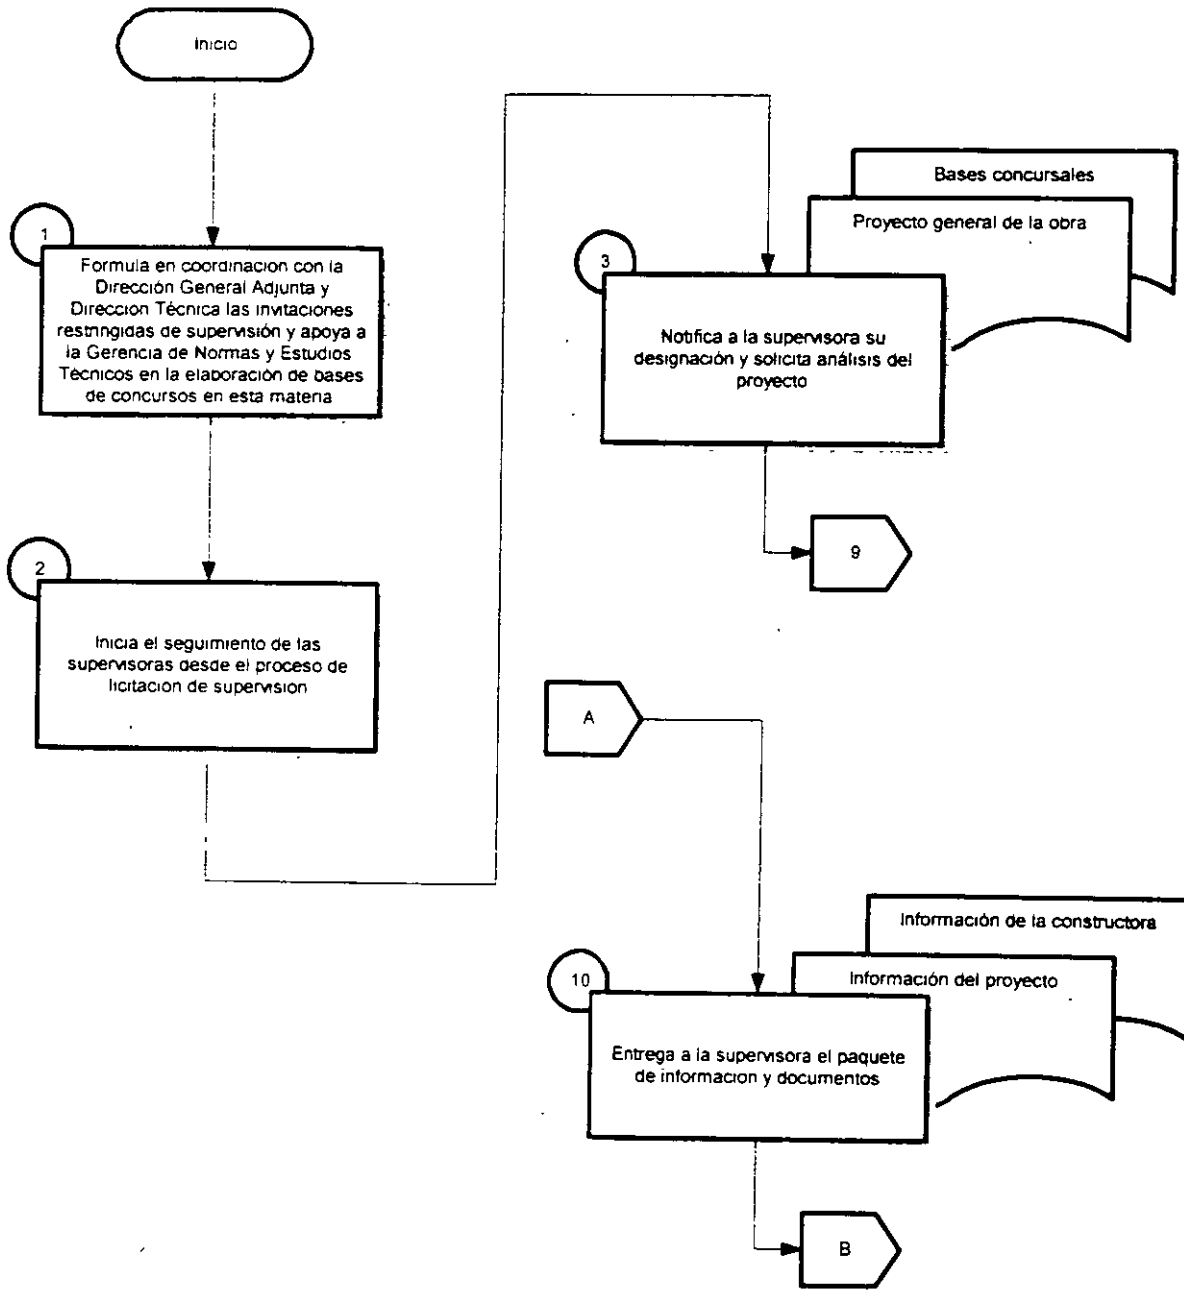 Inicio
1
Formula en coordinacion con la
Dirección General Adjunta y
Direccion Técnica las invitaciones
restringidas de supervisión y apoya a
la Gerencia de Normas y Estudios
Técnicos en la elaboración de bases
de concursos en esta materia
2
Inicia el seguimiento de las
supervisoras desde el proceso de
licitacion de supervision
Bases concursales
Proyecto general de la obra
3
Notifica a la supervisora su
designación y solicita análisis del
proyecto
9
A
Información de la constructora
Información del proyecto
10
Entrega a la supervisora el paquete
de informacion y documentos
B